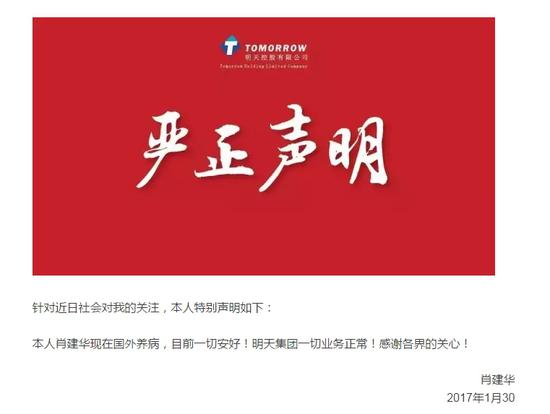 TOMORROW
明天控股有限公司
Tomorrow Holding Limited Company
严正声明
针对近日社会对我的关注，本人特别声明如下：
本人肖建华现在国外养病，目前一切安好！明天集团一切业务正常！感谢各界的关心！
肖建华
2017年1月30